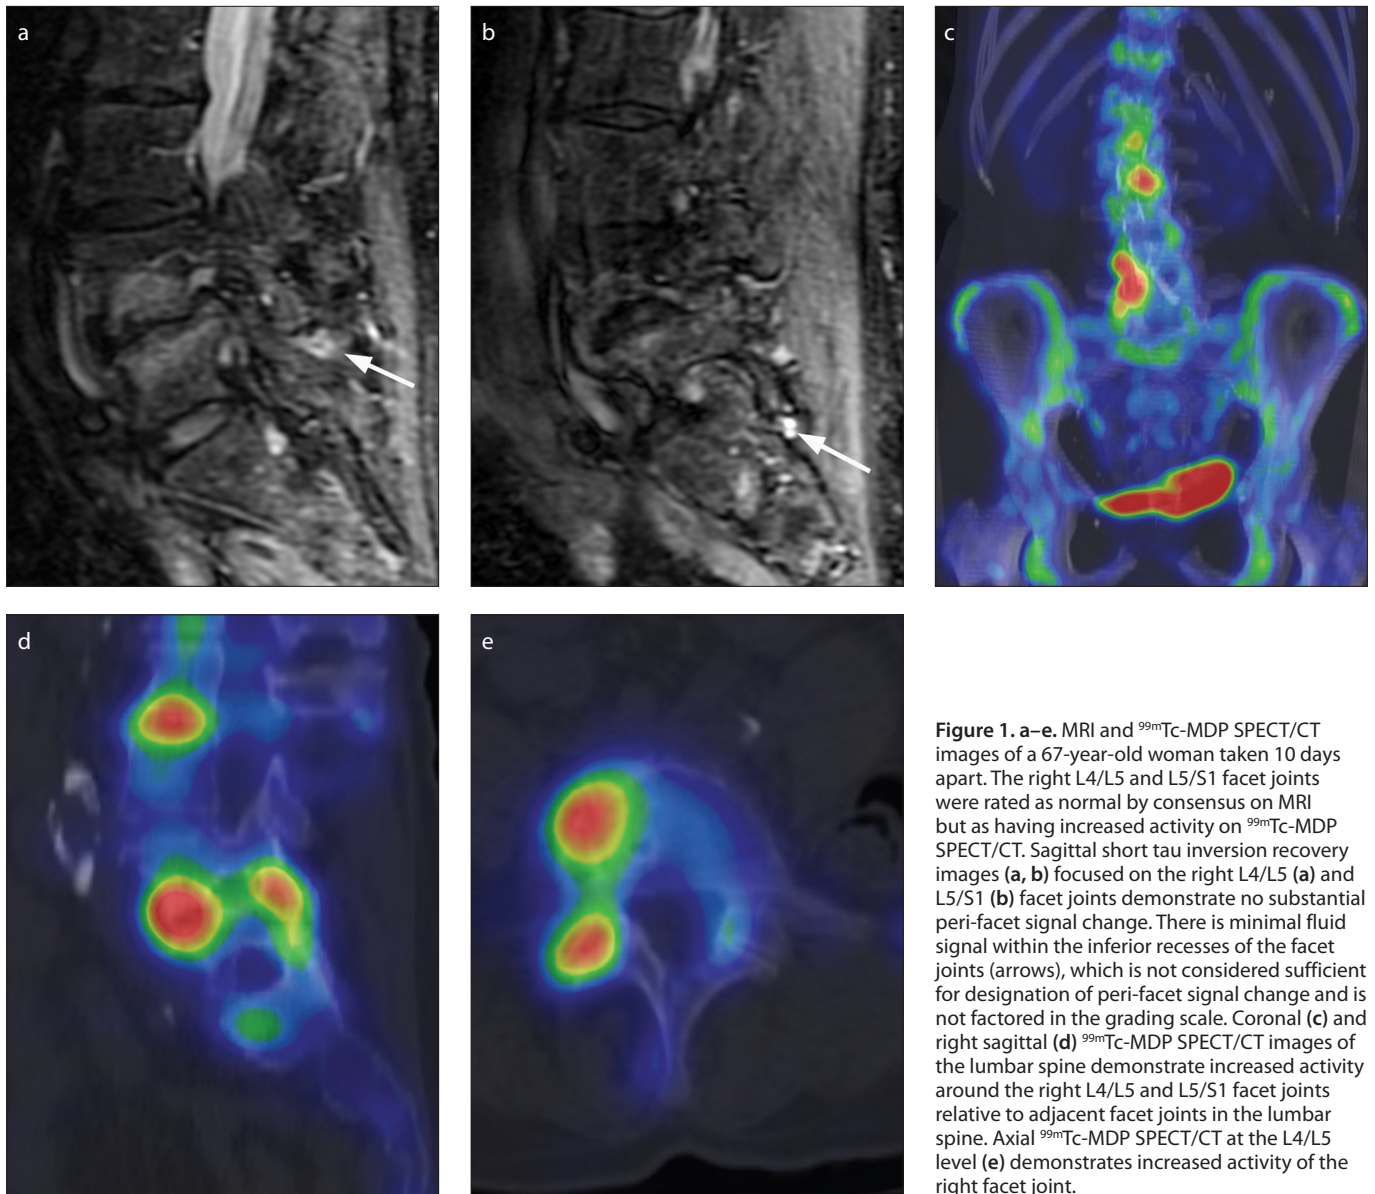 a
b
c
d
e
Figure 1. a–e. MRI and ⁹⁹ᵐTc-MDP SPECT/CT
images of a 67-year-old woman taken 10 days
apart. The right L4/L5 and L5/S1 facet joints
were rated as normal by consensus on MRI
but as having increased activity on ⁹⁹ᵐTc-MDP
SPECT/CT. Sagittal short tau inversion recovery
images (a, b) focused on the right L4/L5 (a) and
L5/S1 (b) facet joints demonstrate no substantial
peri-facet signal change. There is minimal fluid
signal within the inferior recesses of the facet
joints (arrows), which is not considered sufficient
for designation of peri-facet signal change and is
not factored in the grading scale. Coronal (c) and
right sagittal (d) ⁹⁹ᵐTc-MDP SPECT/CT images of
the lumbar spine demonstrate increased activity
around the right L4/L5 and L5/S1 facet joints
relative to adjacent facet joints in the lumbar
spine. Axial ⁹⁹ᵐTc-MDP SPECT/CT at the L4/L5
level (e) demonstrates increased activity of the
right facet joint.